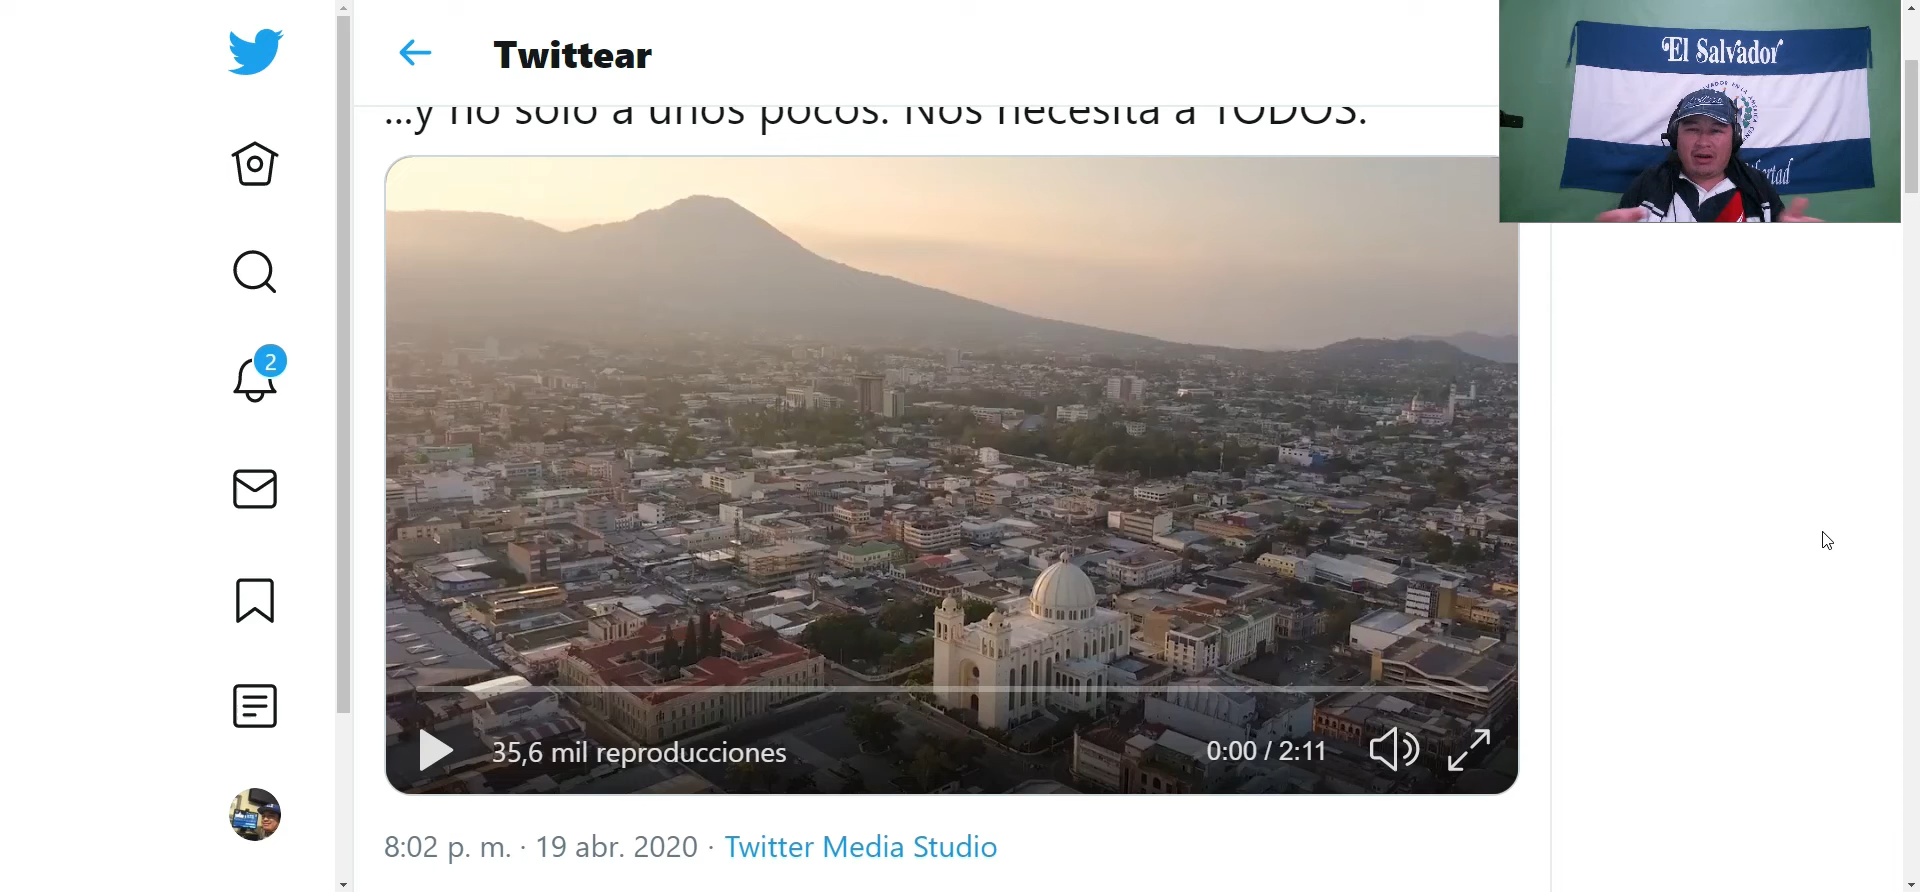 Twittear
...y no solo a unos pocos. Nos necesita a TODOS.
El Salvador
2
35,6 mil reproducciones
0:00 / 2:11
8:02 p. m. · 19 abr. 2020 · Twitter Media Studio